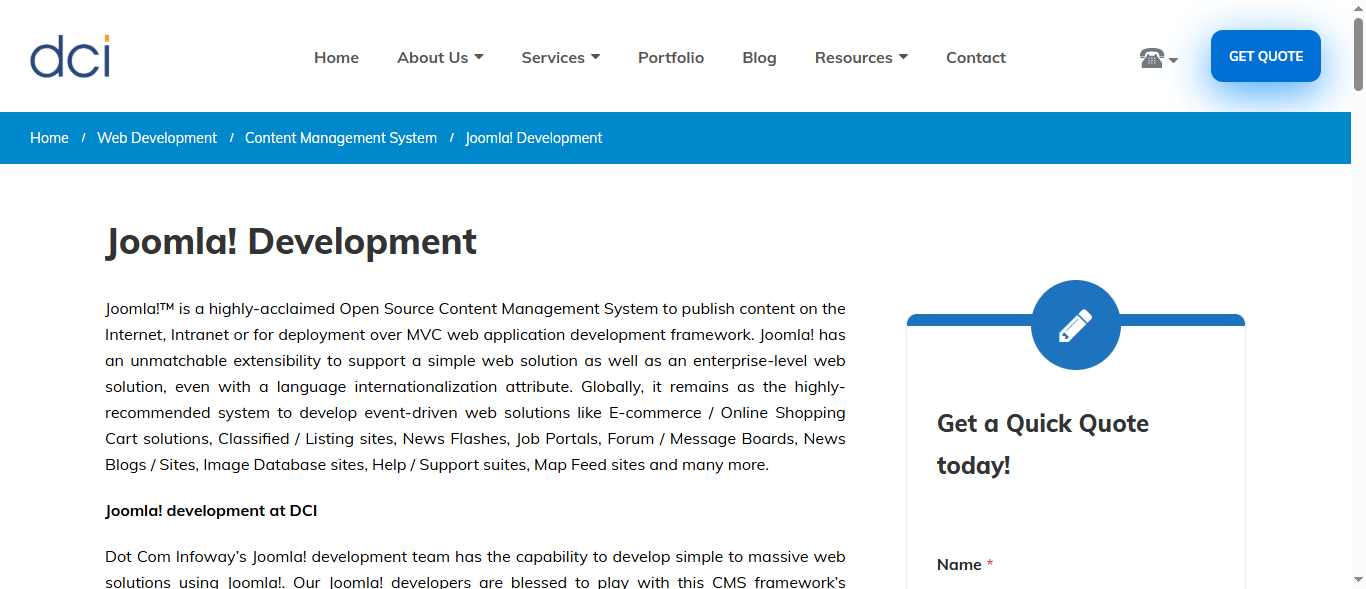 dci
Home About Us Services Portfolio Blog Resources Contact
GET QUOTE
Home / Web Development / Content Management System / Joomla! Development
Joomla! Development
Joomla!™ is a highly-acclaimed Open Source Content Management System to publish content on the
Internet, Intranet or for deployment over MVC web application development framework. Joomla! has
an unmatchable extensibility to support a simple web solution as well as an enterprise-level web
solution, even with a language internationalization attribute. Globally, it remains as the highly-
recommended system to develop event-driven web solutions like E-commerce / Online Shopping
Cart solutions, Classified / Listing sites, News Flashes, Job Portals, Forum / Message Boards, News
Blogs / Sites, Image Database sites, Help / Support suites, Map Feed sites and many more.
Joomla! development at DCI
Dot Com Infoway’s Joomla! development team has the capability to develop simple to massive web
solutions using Joomla!. Our Joomla! developers are blessed to play with this CMS framework’s
Get a Quick Quote
today!
Name *